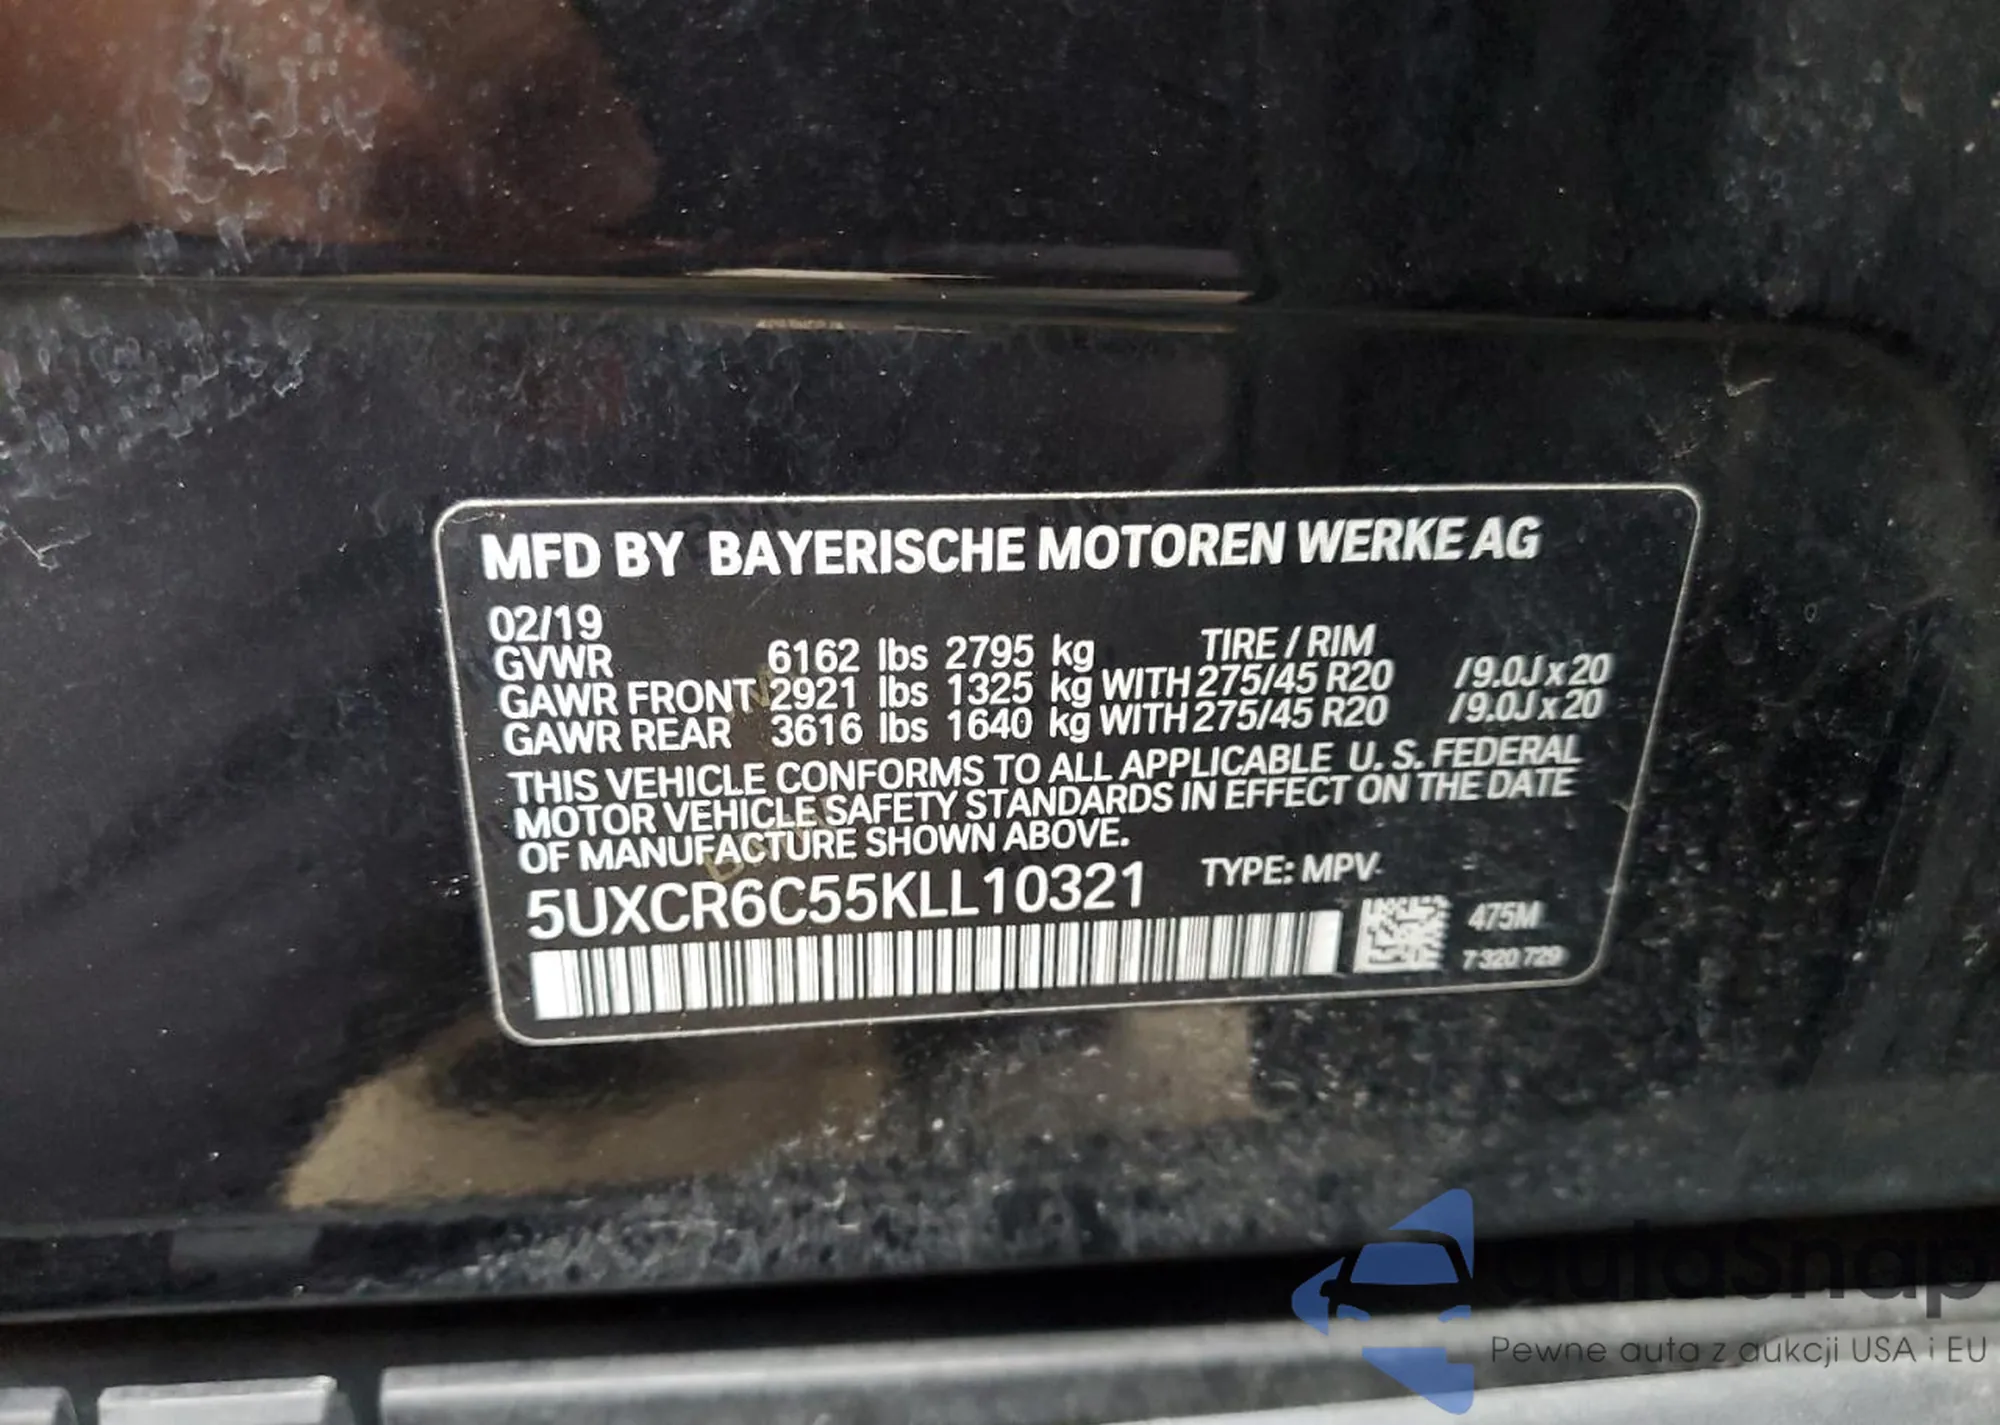 MFD BY BAYERISCHE MOTOREN WERKE AG
02/19
GVWR 6162 lbs 2795 kg TIRE / RIM
GAWR FRONT 2921 lbs 1325 kg WITH 275/45 R20 /9.0J x 20
GAWR REAR 3616 lbs 1640 kg WITH 275/45 R20 /9.0J x 20
THIS VEHICLE CONFORMS TO ALL APPLICABLE U. S. FEDERAL
MOTOR VEHICLE SAFETY STANDARDS IN EFFECT ON THE DATE
OF MANUFACTURE SHOWN ABOVE.
5UXCR6C55KLL10321 TYPE: MPV
475M
7 320 729
autoSnap
Pewne auta z aukcji USA i EU